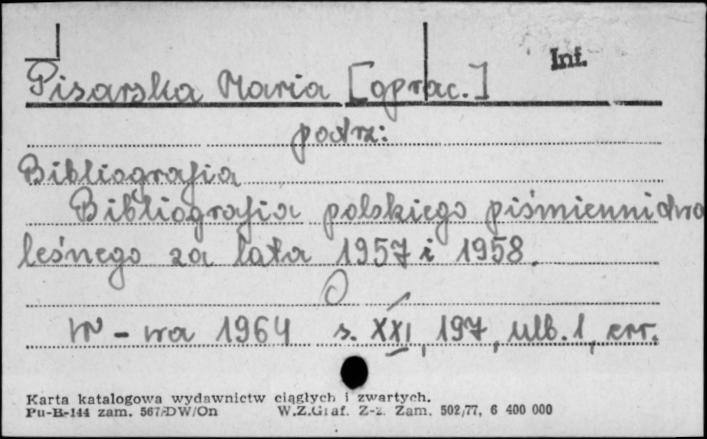 Inf.
Pisarska Maria [oprac.]
podrz:
Bibliografia
Bibliografia polskiego piśmiennictwa
leśnego za lata 1957 i 1958.
W-wa 1964 s. XXI, 197, ulb. 1, err.
Karta katalogowa wydawnictw ciągłych i zwartych.
Pu-B-144 zam. 567/DW/On W.Z.Graf. Z-z. Zam. 502/77, 6 400 000